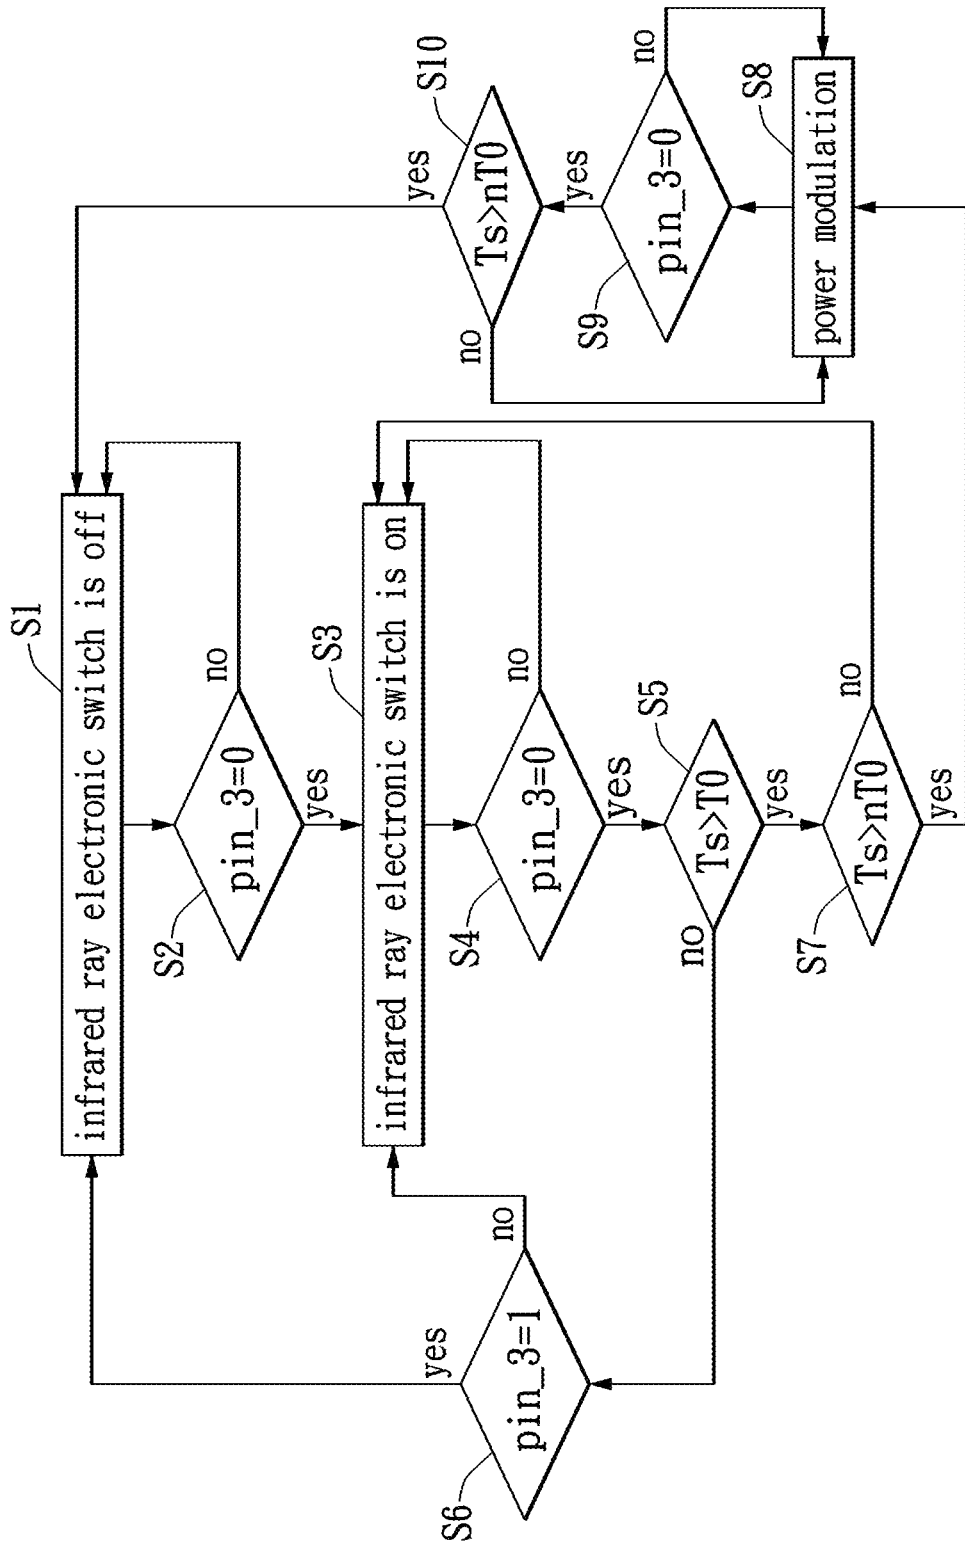 S1
infrared ray electronic switch is off
S2
pin_3=0
no
yes
S3
infrared ray electronic switch is on
S4
pin_3=0
no
yes
S5
Ts>T0
no
yes
S6
pin_3=1
yes
no
S7
Ts>nT0
no
yes
S8
power modulation
S9
pin_3=0
no
yes
S10
Ts>nT0
yes
no